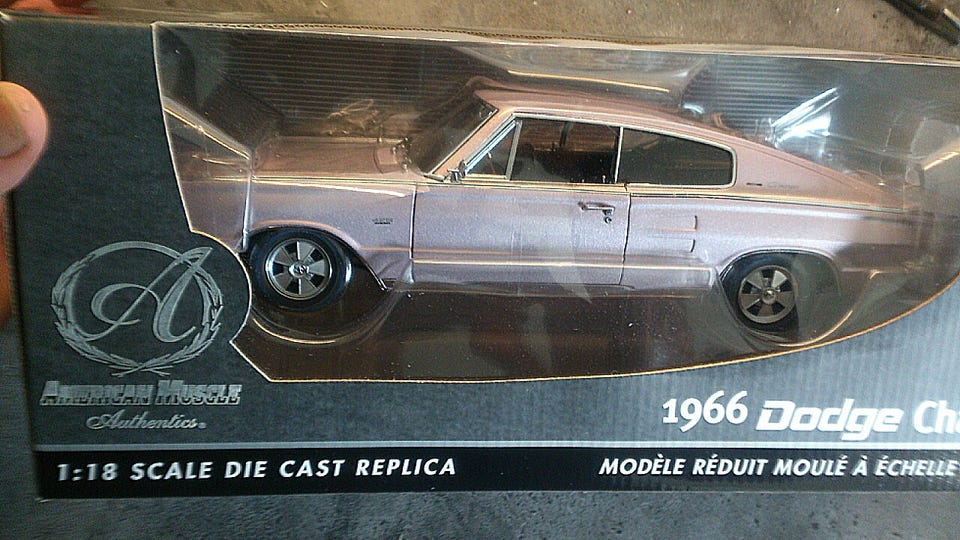 A
AMERICAN MUSCLE
Authentics®
1966 Dodge Cha
1:18 SCALE DIE CAST REPLICA
MODÈLE RÉDUIT MOULÉ À ÉCHELLE